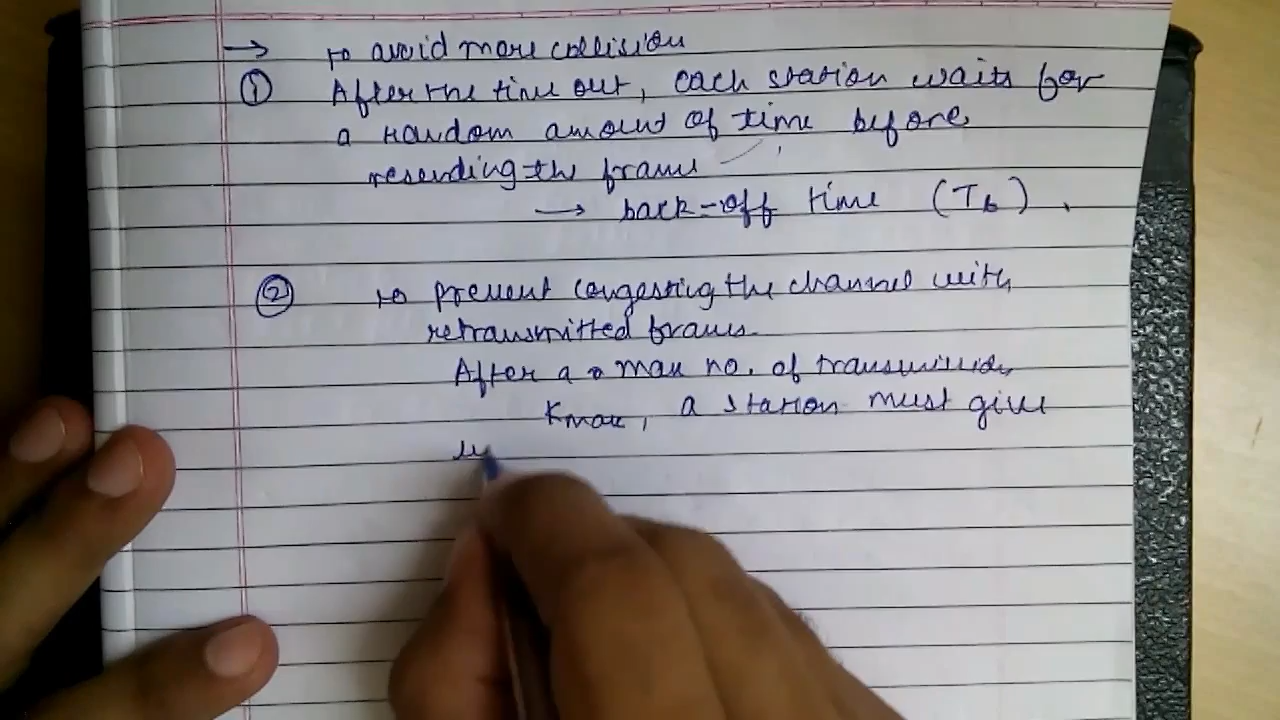 → to avoid more collision
① After the time out, each station waits for
a random amount of time before
resending the frame
→ back-off time (Tb).
② to prevent congesting the channel with
retransmitted frames.
After a max no. of transmission
Kmax, a station must give